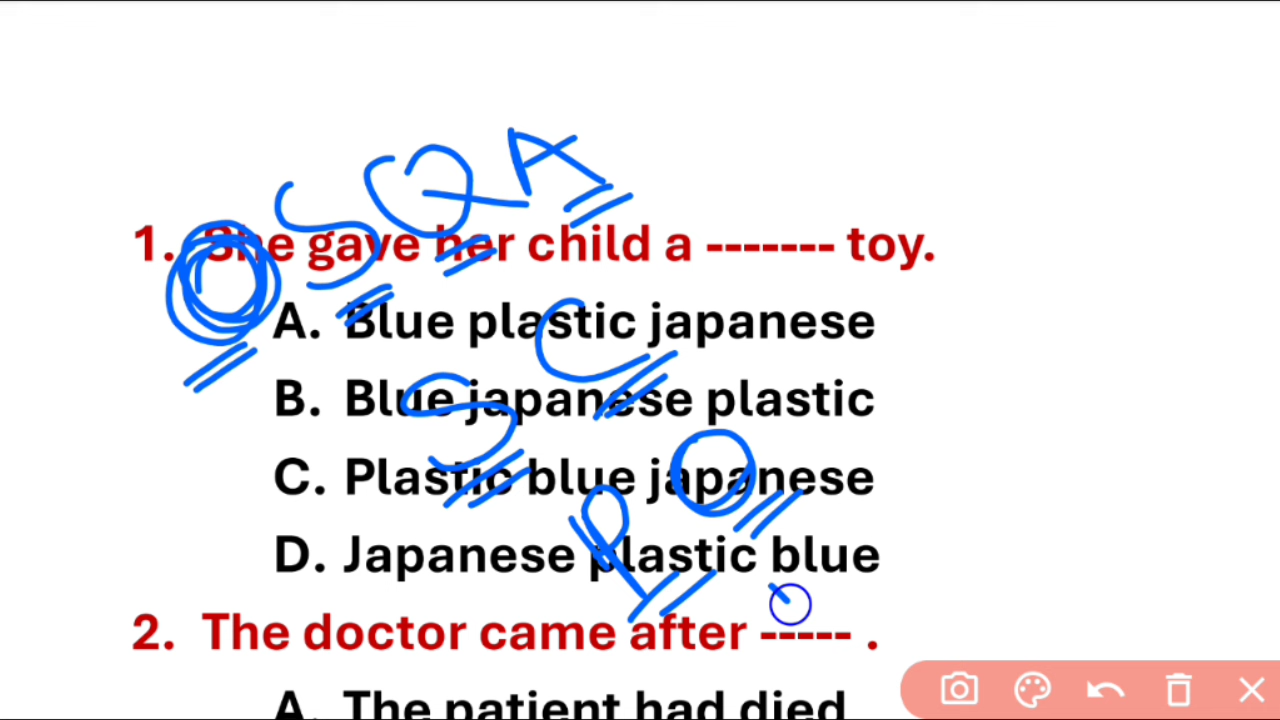 O S Q A
1. She gave her child a ------- toy.
A. Blue plastic japanese
S C
B. Blue japanese plastic
C. Plastic blue japanese
P O
D. Japanese plastic blue
2. The doctor came after ----- .
A. The patient had died